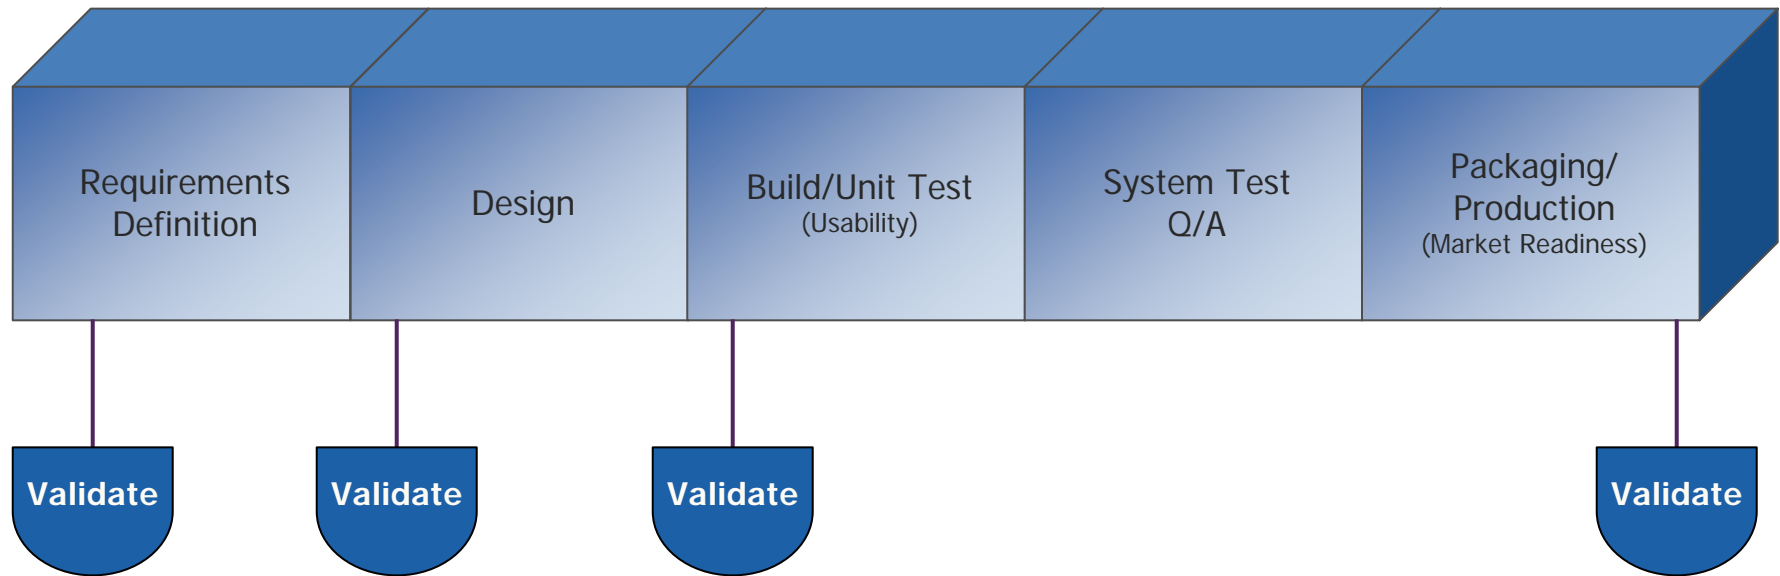 Requirements
Definition
Design
Build/Unit Test
(Usability)
System Test
Q/A
Packaging/
Production
(Market Readiness)
Validate
Validate
Validate
Validate